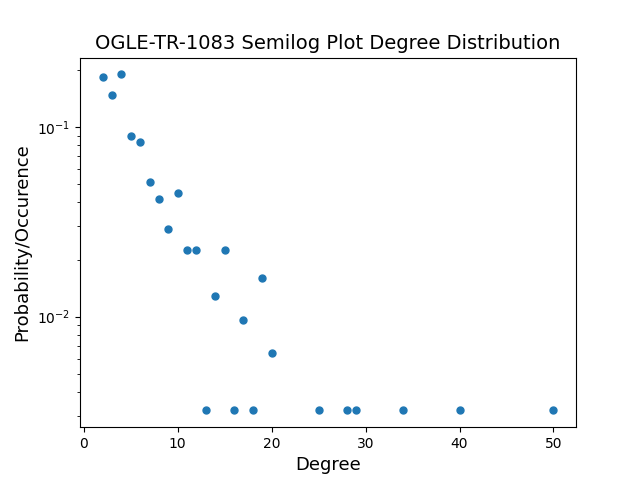 OGLE-TR-1083 Semilog Plot Degree Distribution
Probability/Occurence
10⁻¹
10⁻²
0 10 20 30 40 50
Degree